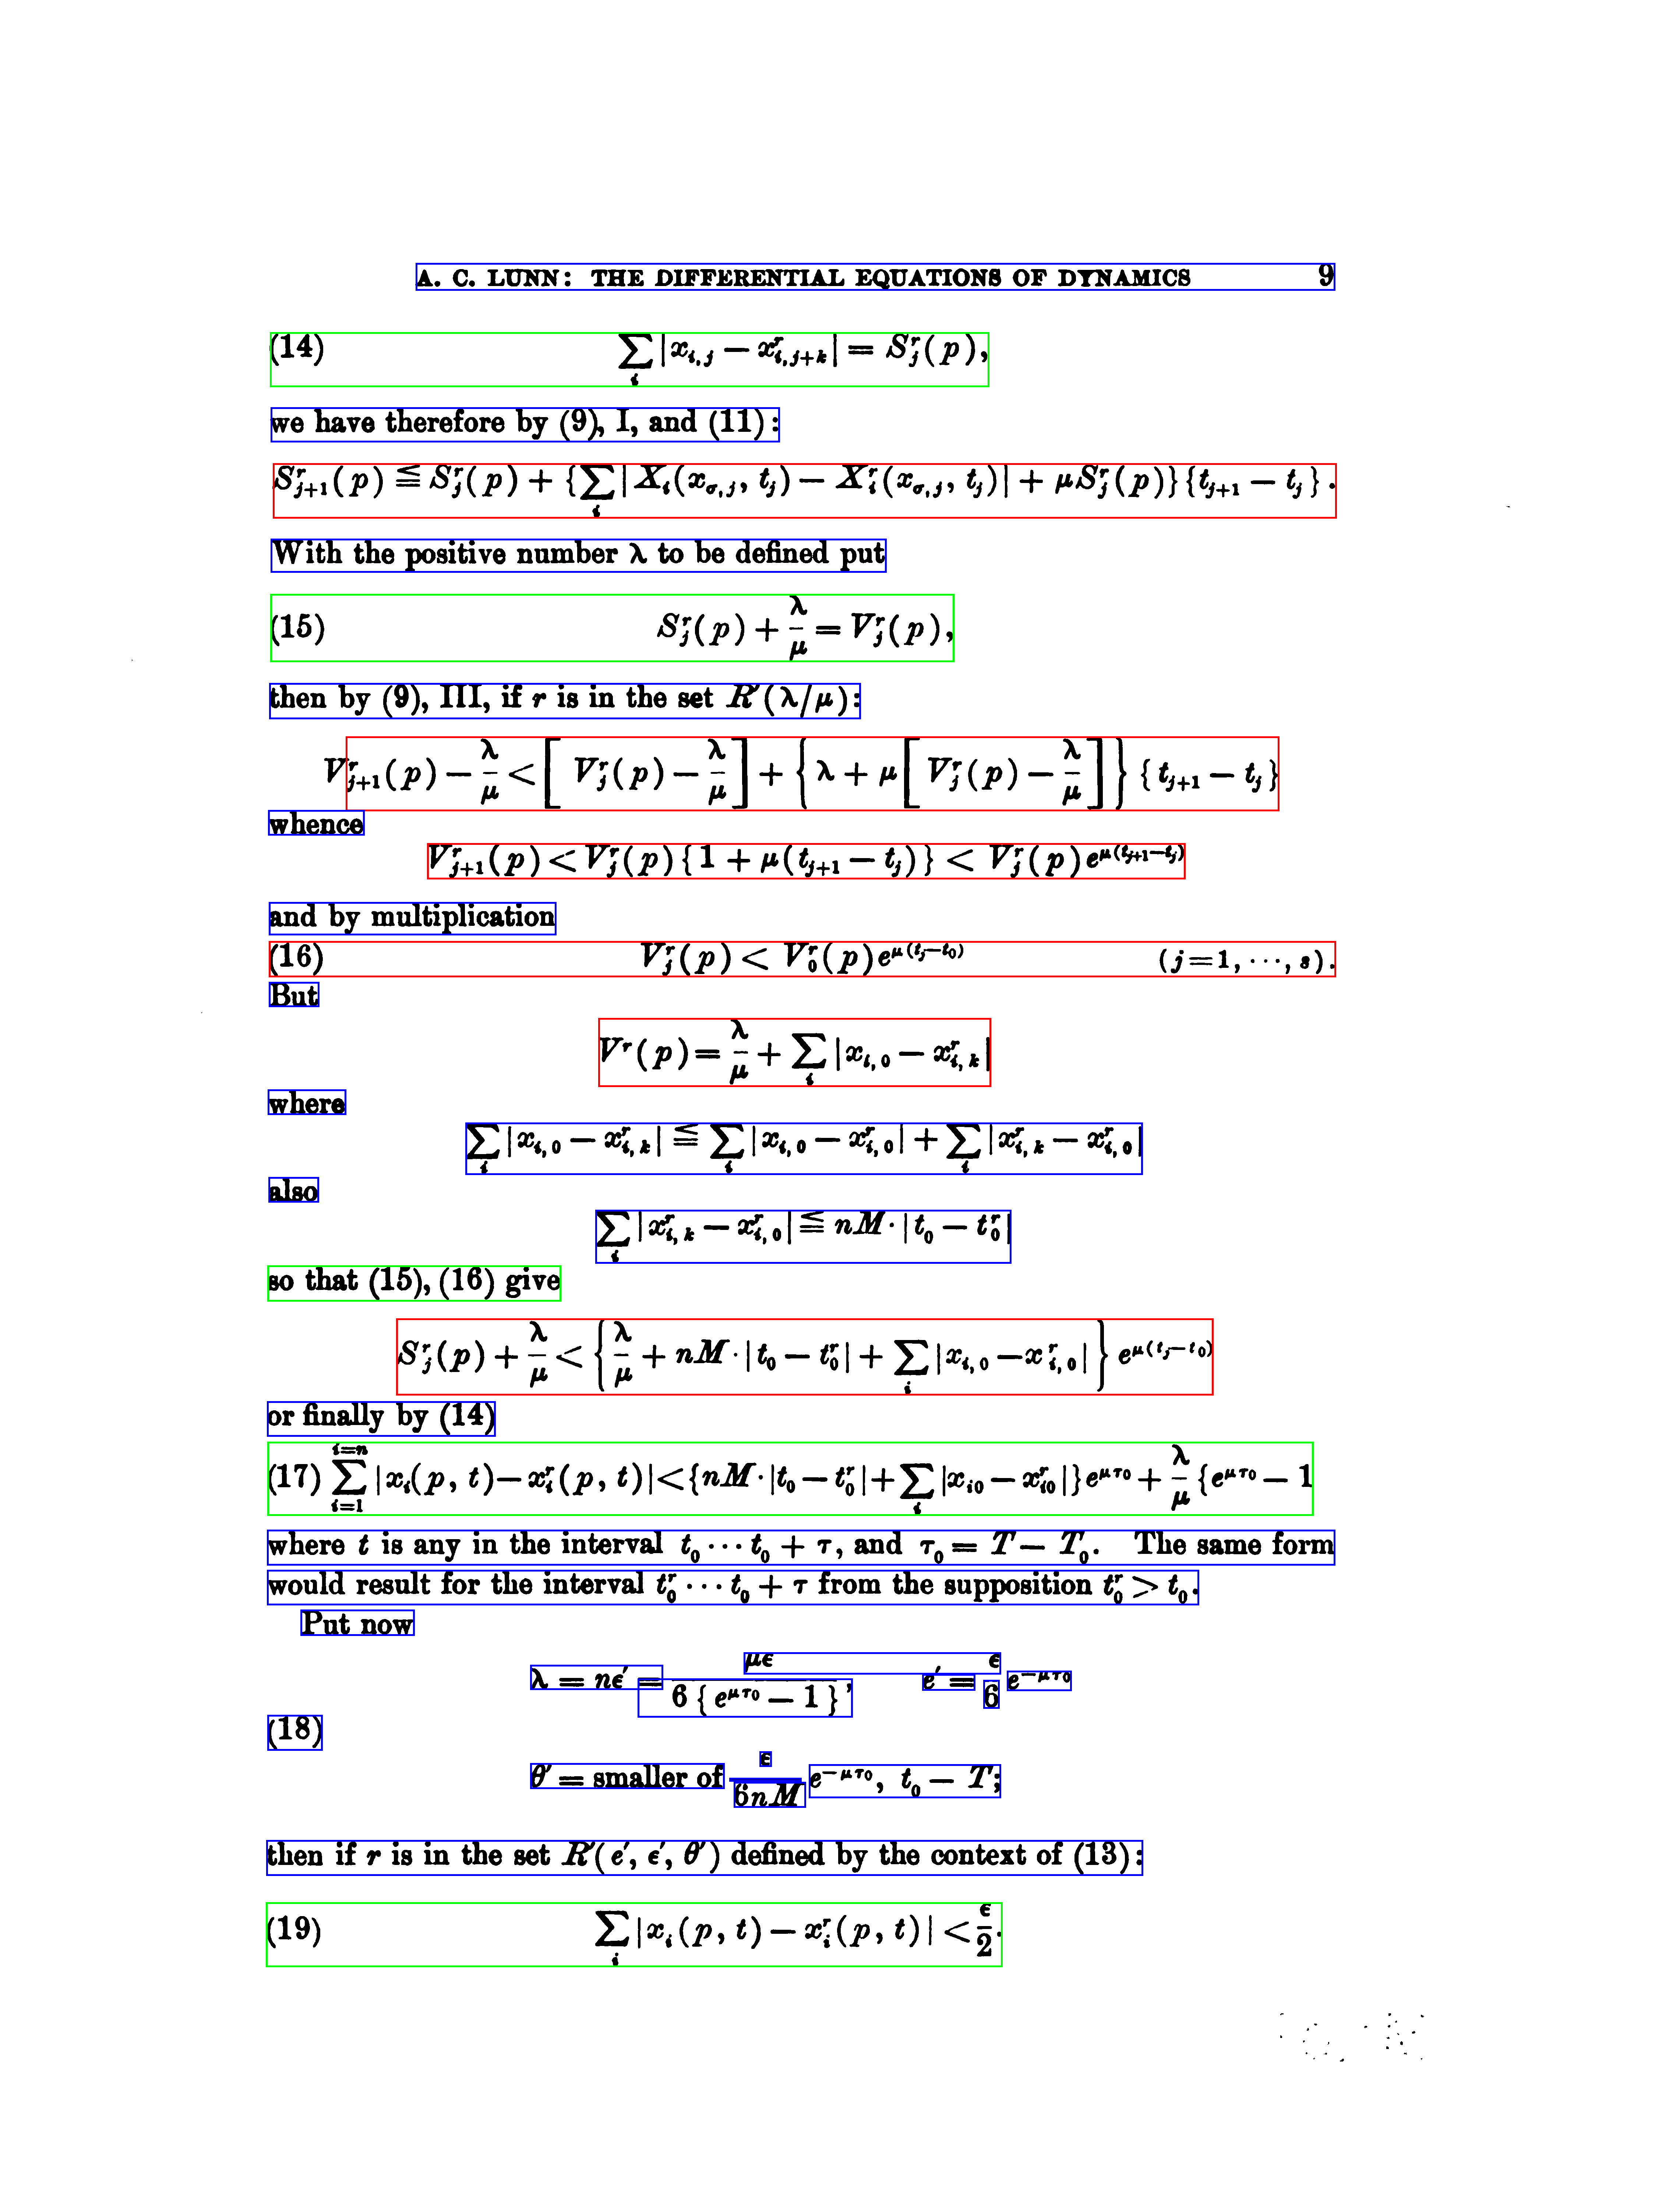 A. C. LUNN: THE DIFFERENTIAL EQUATIONS OF DYNAMICS 9
(14) $\sum_i |x_{i,j} - x^r_{i,j+k}| = S^r_j(p),$
we have therefore by (9), I, and (11):
$S^r_{j+1}(p) \leqq S^r_j(p) + \{\sum_i |X_i(x_{\sigma,j}, t_j) - X^r_i(x_{\sigma,j}, t_j)| + \mu S^r_j(p)\}\{t_{j+1} - t_j\}.$
With the positive number λ to be defined put
(15) $S^r_j(p) + \frac{\lambda}{\mu} = V^r_j(p),$
then by (9), III, if r is in the set R'(λ/μ):
$V^r_{j+1}(p) - \frac{\lambda}{\mu} < \left[ V^r_j(p) - \frac{\lambda}{\mu} \right] + \left\{ \lambda + \mu \left[ V^r_j(p) - \frac{\lambda}{\mu} \right] \right\} \{t_{j+1} - t_j\}$
whence
$V^r_{j+1}(p) < V^r_j(p)\{1 + \mu(t_{j+1} - t_j)\} < V^r_j(p) e^{\mu(t_{j+1} - t_j)}$
and by multiplication
(16) $V^r_j(p) < V^r_0(p) e^{\mu(t_j - t_0)}$ $(j = 1, \cdots, s).$
But
$V^r(p) = \frac{\lambda}{\mu} + \sum_i |x_{i,0} - x^r_{i,k}|$
where
$\sum_i |x_{i,0} - x^r_{i,k}| \leqq \sum_i |x_{i,0} - x^r_{i,0}| + \sum_i |x^r_{i,k} - x^r_{i,0}|$
also
$\sum_i |x^r_{i,k} - x^r_{i,0}| \leqq nM \cdot |t_0 - t^r_0|$
so that (15), (16) give
$S^r_j(p) + \frac{\lambda}{\mu} < \left\{ \frac{\lambda}{\mu} + nM \cdot |t_0 - t^r_0| + \sum_i |x_{i,0} - x^r_{i,0}| \right\} e^{\mu(t_j - t_0)}$
or finally by (14)
(17) $\sum_{i=1}^{i=n} |x_i(p, t) - x^r_i(p, t)| < \{nM \cdot |t_0 - t^r_0| + \sum_i |x_{i0} - x^r_{i0}|\} e^{\mu\tau_0} + \frac{\lambda}{\mu} \{e^{\mu\tau_0} - 1$
where t is any in the interval $t_0 \cdots t_0 + \tau$, and $\tau_0 = T - T_0$. The same form
would result for the interval $t^r_0 \cdots t_0 + \tau$ from the supposition $t^r_0 > t_0$.
Put now
$\lambda = n\epsilon' = \frac{\mu\epsilon}{6\{e^{\mu\tau_0} - 1\}}, \quad e' = \frac{\epsilon}{6} e^{-\mu\tau_0}$
(18)
$\theta' = \text{smaller of } \frac{\epsilon}{6nM} e^{-\mu\tau_0},\ t_0 - T;$
then if r is in the set R'(e', ϵ', θ') defined by the context of (13):
(19) $\sum_i |x_i(p, t) - x^r_i(p, t)| < \frac{\epsilon}{2}.$